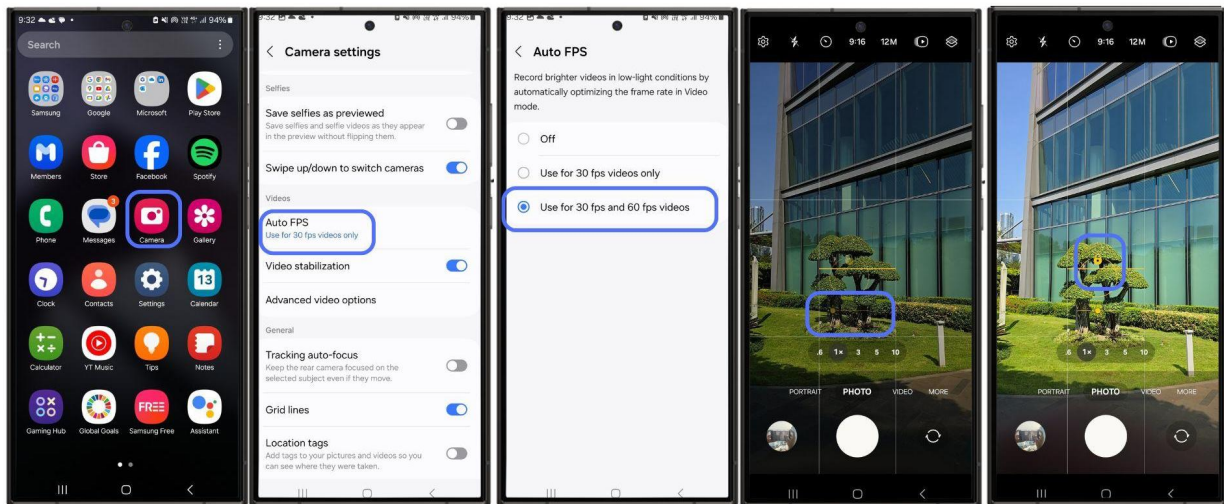 9:32
94%
Search
Samsung
Google
Microsoft
Play Store
Members
Store
Facebook
Spotify
3
Phone
Messages
Camera
Gallery
13
Clock
Contacts
Settings
Calendar
Calculator
YT Music
Tips
Notes
FREE
Gaming Hub
Global Goals
Samsung Free
Assistant
9:32
94%
Camera settings
Selfies
Save selfies as previewed
Save selfies and selfie videos as they appear
in the preview without flipping them.
Swipe up/down to switch cameras
Videos
Auto FPS
Use for 30 fps videos only
Video stabilization
Advanced video options
General
Tracking auto-focus
Keep the rear camera focused on the
selected subject even if they move.
Grid lines
Location tags
Add tags to your pictures and videos so you
can see where they were taken.
9:32
94%
Auto FPS
Record brighter videos in low-light conditions by
automatically optimizing the frame rate in Video
mode.
Off
Use for 30 fps videos only
Use for 30 fps and 60 fps videos
9:16 12M
.6 1x 3 5 10
PORTRAIT PHOTO VIDEO MORE
9:16 12M
.6 1x 3 5 10
PORTRAIT PHOTO VIDEO MORE